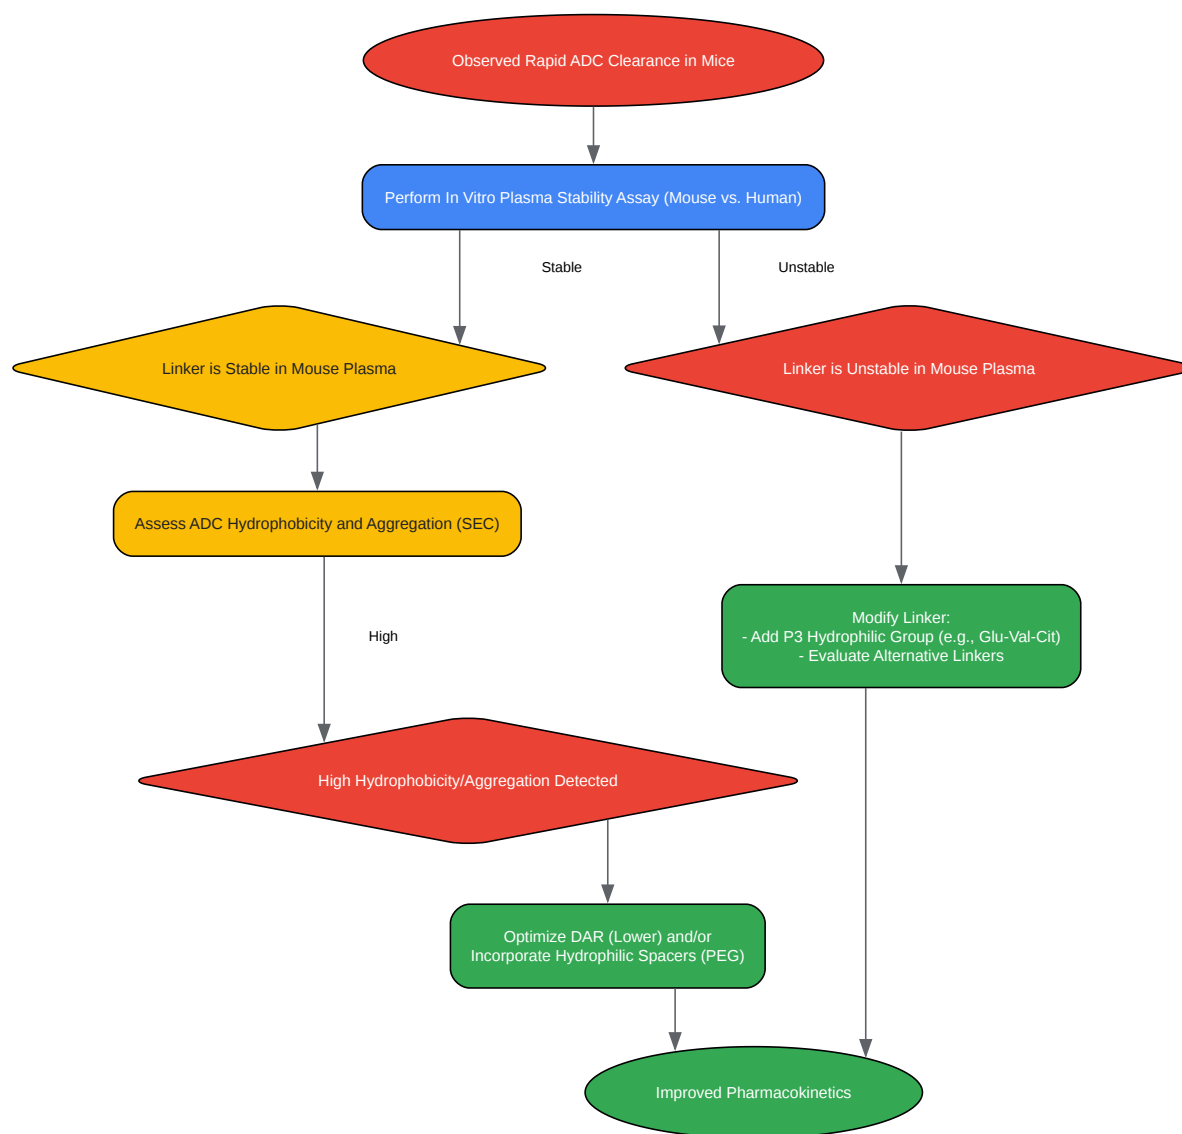 Observed Rapid ADC Clearance in Mice
Perform In Vitro Plasma Stability Assay (Mouse vs. Human)
Stable
Unstable
Linker is Stable in Mouse Plasma
Linker is Unstable in Mouse Plasma
Assess ADC Hydrophobicity and Aggregation (SEC)
Modify Linker:
- Add P3 Hydrophilic Group (e.g., Glu-Val-Cit)
- Evaluate Alternative Linkers
High
High Hydrophobicity/Aggregation Detected
Optimize DAR (Lower) and/or
Incorporate Hydrophilic Spacers (PEG)
Improved Pharmacokinetics